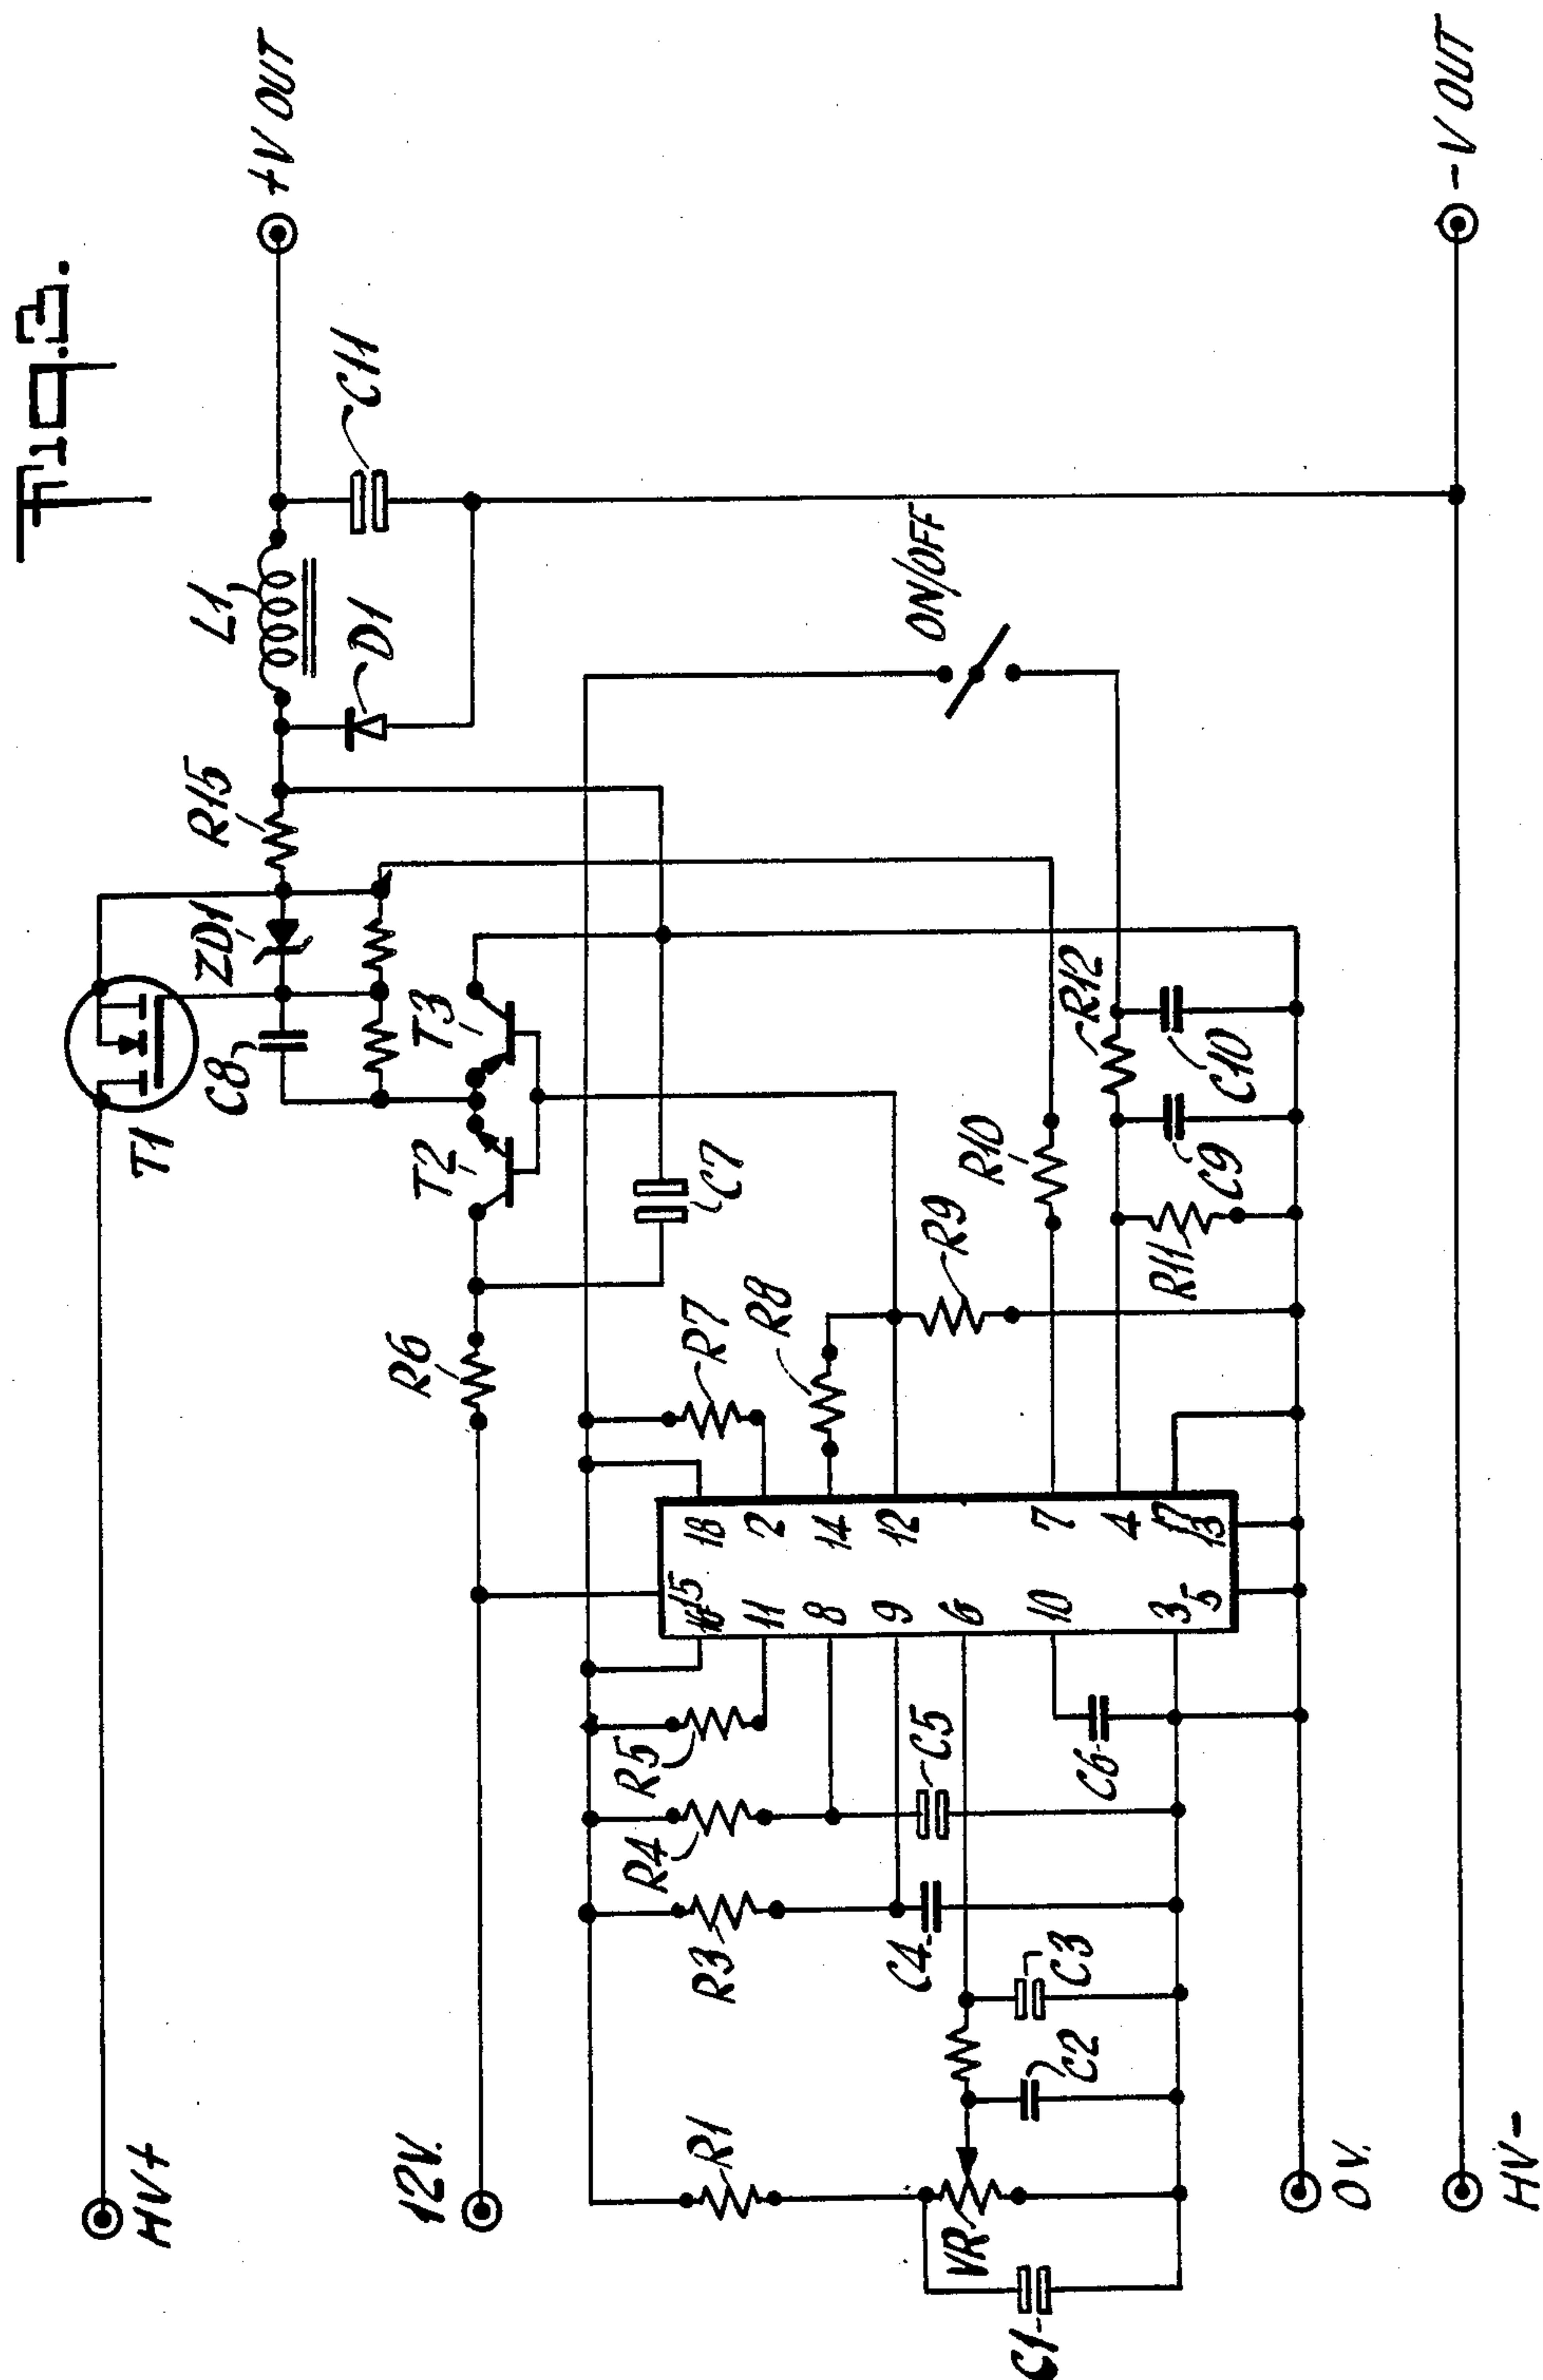 Fig. 2.
HV+
T1
C8
ZD1
R15
L1
D1
C11
+V OUT
12V.
R6
T2
T3
C7
R1
R3
R4
R5
R7
R8
R9
R10
R12
ON/OFF
15
16
18
11
2
8
14
9
12
6
10
7
4
3
5
17
13
VR
C1
C2
C3
C4
C5
C6
R11
C9
C10
0V.
HV-
-V OUT